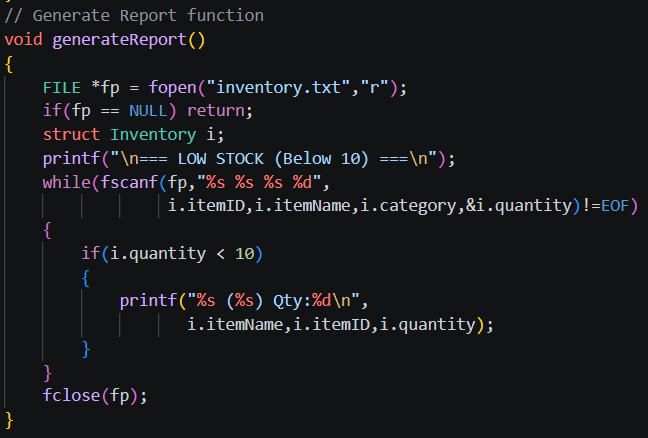 }
// Generate Report function
void generateReport()
{
    FILE *fp = fopen("inventory.txt","r");
    if(fp == NULL) return;
    struct Inventory i;
    printf("\n=== LOW STOCK (Below 10) ===\n");
    while(fscanf(fp,"%s %s %s %d",
                 i.itemID,i.itemName,i.category,&i.quantity)!=EOF)
    {
        if(i.quantity < 10)
        {
            printf("%s (%s) Qty:%d\n",
                   i.itemName,i.itemID,i.quantity);
        }
    }
    fclose(fp);
}